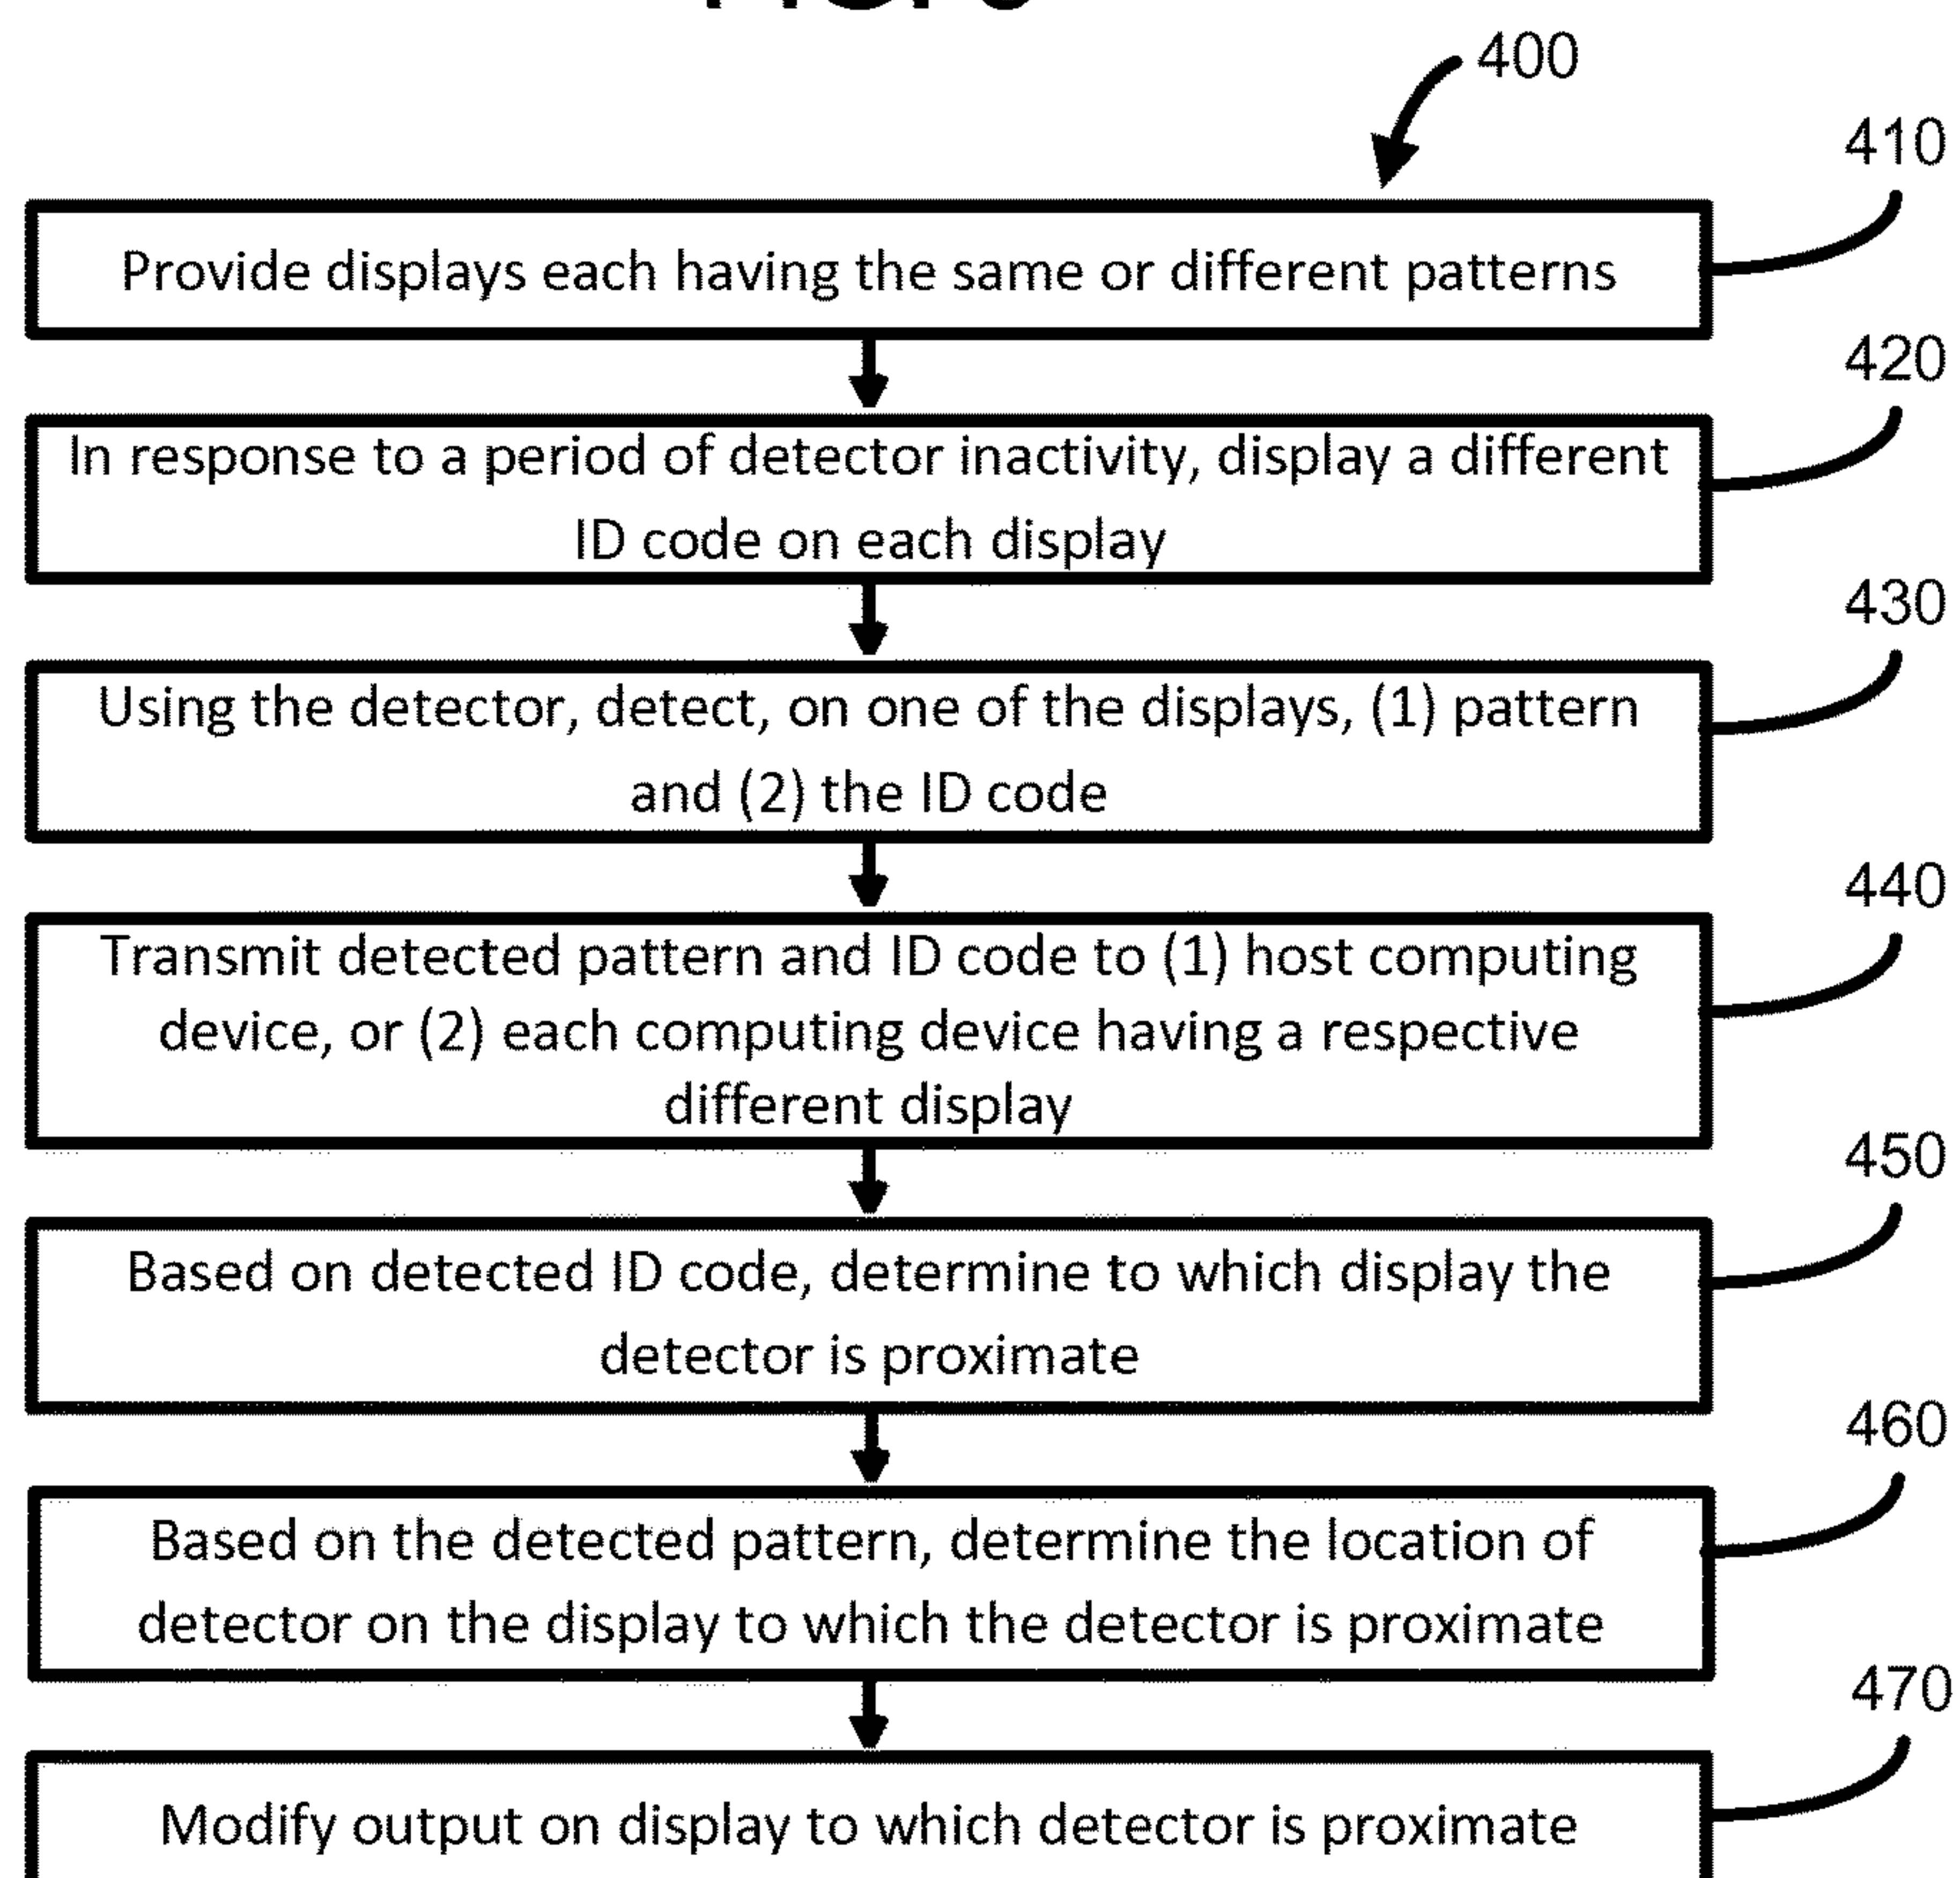 400
410
Provide displays each having the same or different patterns
420
In response to a period of detector inactivity, display a different
ID code on each display
430
Using the detector, detect, on one of the displays, (1) pattern
and (2) the ID code
440
Transmit detected pattern and ID code to (1) host computing
device, or (2) each computing device having a respective
different display
450
Based on detected ID code, determine to which display the
detector is proximate
460
Based on the detected pattern, determine the location of
detector on the display to which the detector is proximate
470
Modify output on display to which detector is proximate